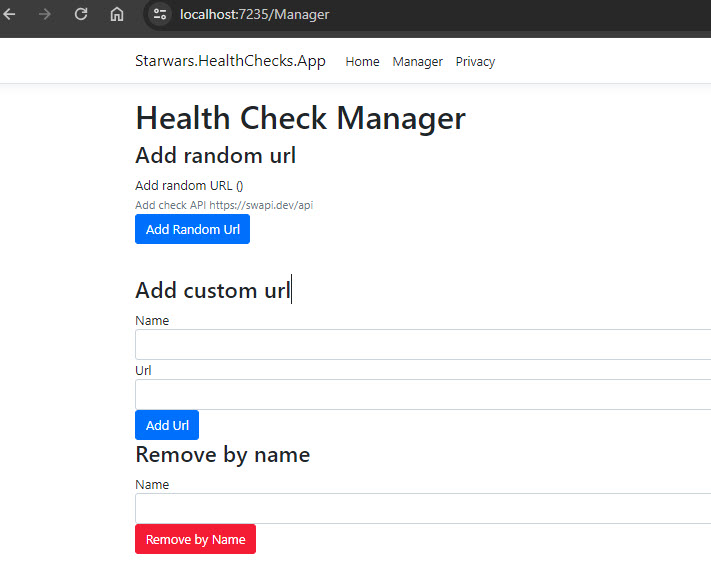 localhost:7235/Manager
Starwars.HealthChecks.App Home Manager Privacy
Health Check Manager
Add random url
Add random URL ()
Add check API https://swapi.dev/api
Add Random Url
Add custom url
Name
Url
Add Url
Remove by name
Name
Remove by Name